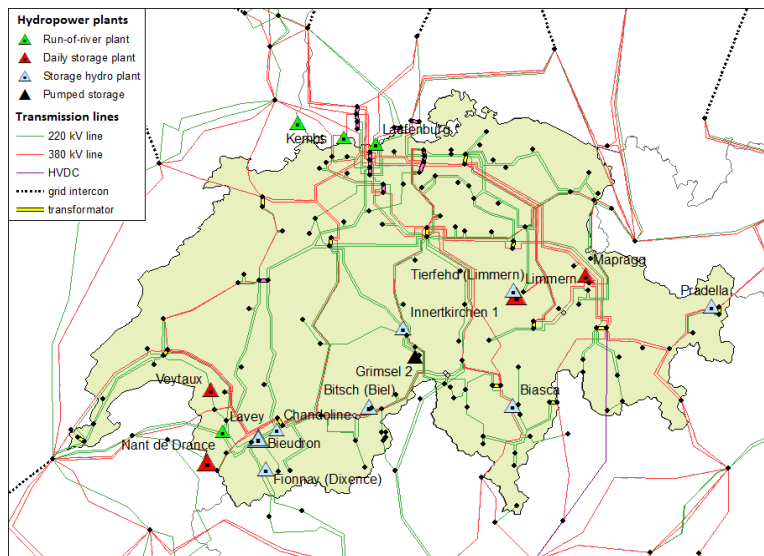 Hydropower plants
Run-of-river plant
Daily storage plant
Storage hydro plant
Pumped storage
Transmission lines
220 kV line
380 kV line
HVDC
grid intercon
transformator
Laufenburg
Kembs
Mapragg
Tierfehd (Limmern)
Limmern
Pradella
Innertkirchen 1
Grimsel 2
Veytaux
Bitsch (Biel)
Biasca
Lavey
Chandoline
Nant de Drance
Bieudron
Fionnay (Dixence)